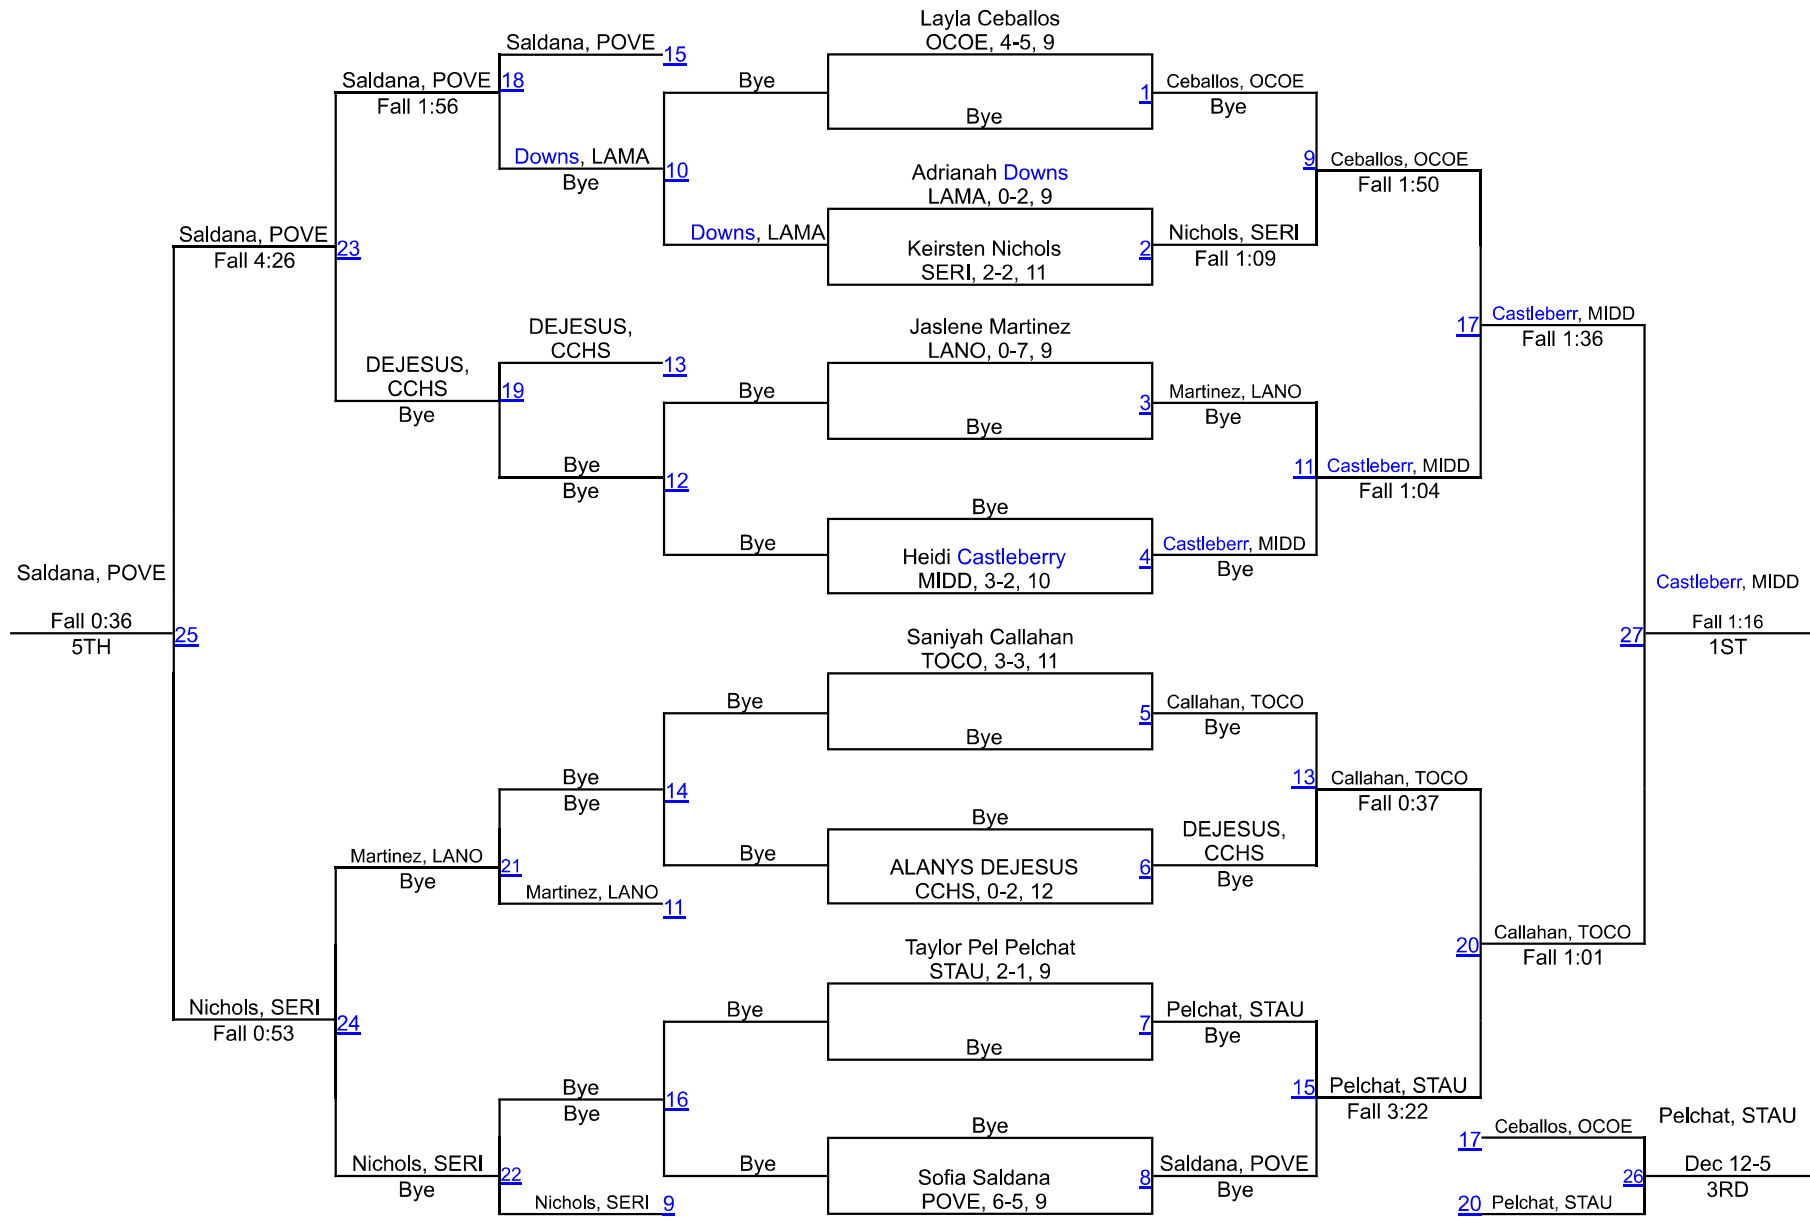 Layla Ceballos
OCOE, 4-5, 9
Saldana, POVE
15
Saldana, POVE
18
Fall 1:56
Bye
1
Ceballos, OCOE
Bye
Bye
Downs, LAMA
Bye
10
Adrianah Downs
LAMA, 0-2, 9
9
Ceballos, OCOE
Fall 1:50
Saldana, POVE
Fall 4:26
23
Downs, LAMA
Keirsten Nichols
SERI, 2-2, 11
2
Nichols, SERI
Fall 1:09
DEJESUS,
CCHS
13
Jaslene Martinez
LANO, 0-7, 9
17
Castleberr, MIDD
Fall 1:36
DEJESUS,
CCHS
Bye
19
Bye
3
Martinez, LANO
Bye
Bye
Bye
Bye
12
11
Castleberr, MIDD
Fall 1:04
Bye
Bye
Heidi Castleberry
MIDD, 3-2, 10
4
Castleberr, MIDD
Bye
Saldana, POVE
Fall 0:36
5TH
25
Castleberr, MIDD
27
Fall 1:16
1ST
Saniyah Callahan
TOCO, 3-3, 11
Bye
5
Callahan, TOCO
Bye
Bye
Bye
Bye
14
13
Callahan, TOCO
Fall 0:37
Bye
Martinez, LANO
Bye
21
Martinez, LANO
11
Bye
ALANYS DEJESUS
CCHS, 0-2, 12
6
DEJESUS,
CCHS
Bye
Taylor Pel Pelchat
STAU, 2-1, 9
20
Callahan, TOCO
Fall 1:01
Nichols, SERI
Fall 0:53
24
Bye
7
Pelchat, STAU
Bye
Bye
Bye
Bye
16
15
Pelchat, STAU
Fall 3:22
Bye
Nichols, SERI
Bye
22
Nichols, SERI
9
Bye
Sofia Saldana
POVE, 6-5, 9
8
Saldana, POVE
Bye
17
Ceballos, OCOE
Pelchat, STAU
26
Dec 12-5
3RD
20
Pelchat, STAU